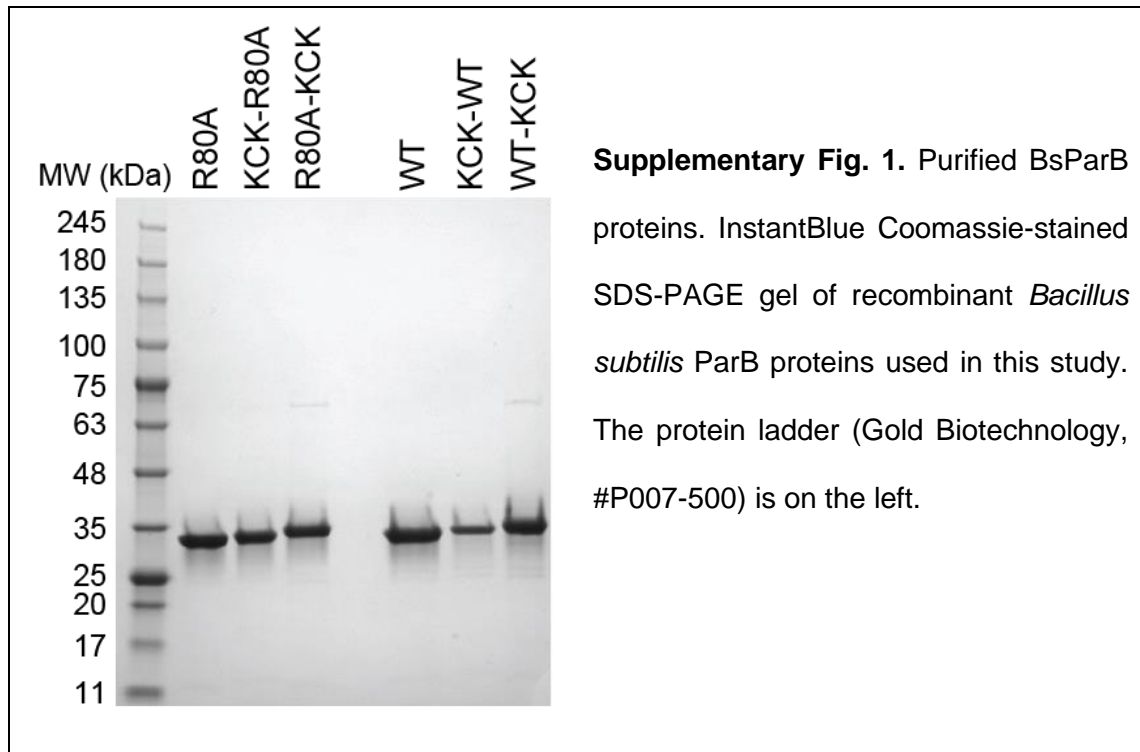 R80A
KCK-R80A
R80A-KCK
WT
KCK-WT
WT-KCK
MW (kDa)
245
180
135
100
75
63
48
35
25
20
17
11
Supplementary Fig. 1. Purified BsParB
proteins. InstantBlue Coomassie-stained
SDS-PAGE gel of recombinant Bacillus
subtilis ParB proteins used in this study.
The protein ladder (Gold Biotechnology,
#P007-500) is on the left.